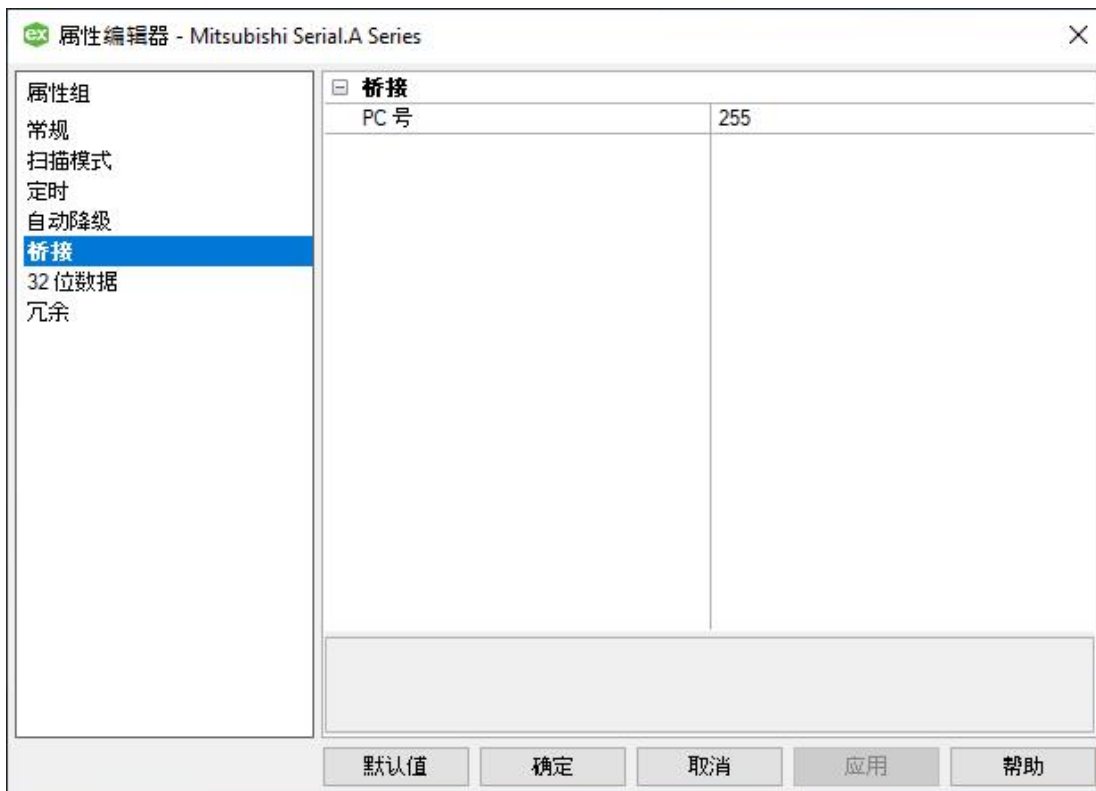 ex 属性编辑器 - Mitsubishi Serial.A Series
属性组
常规
扫描模式
定时
自动降级
桥接
32 位数据
冗余
桥接
PC 号 255
默认值 确定 取消 应用 帮助